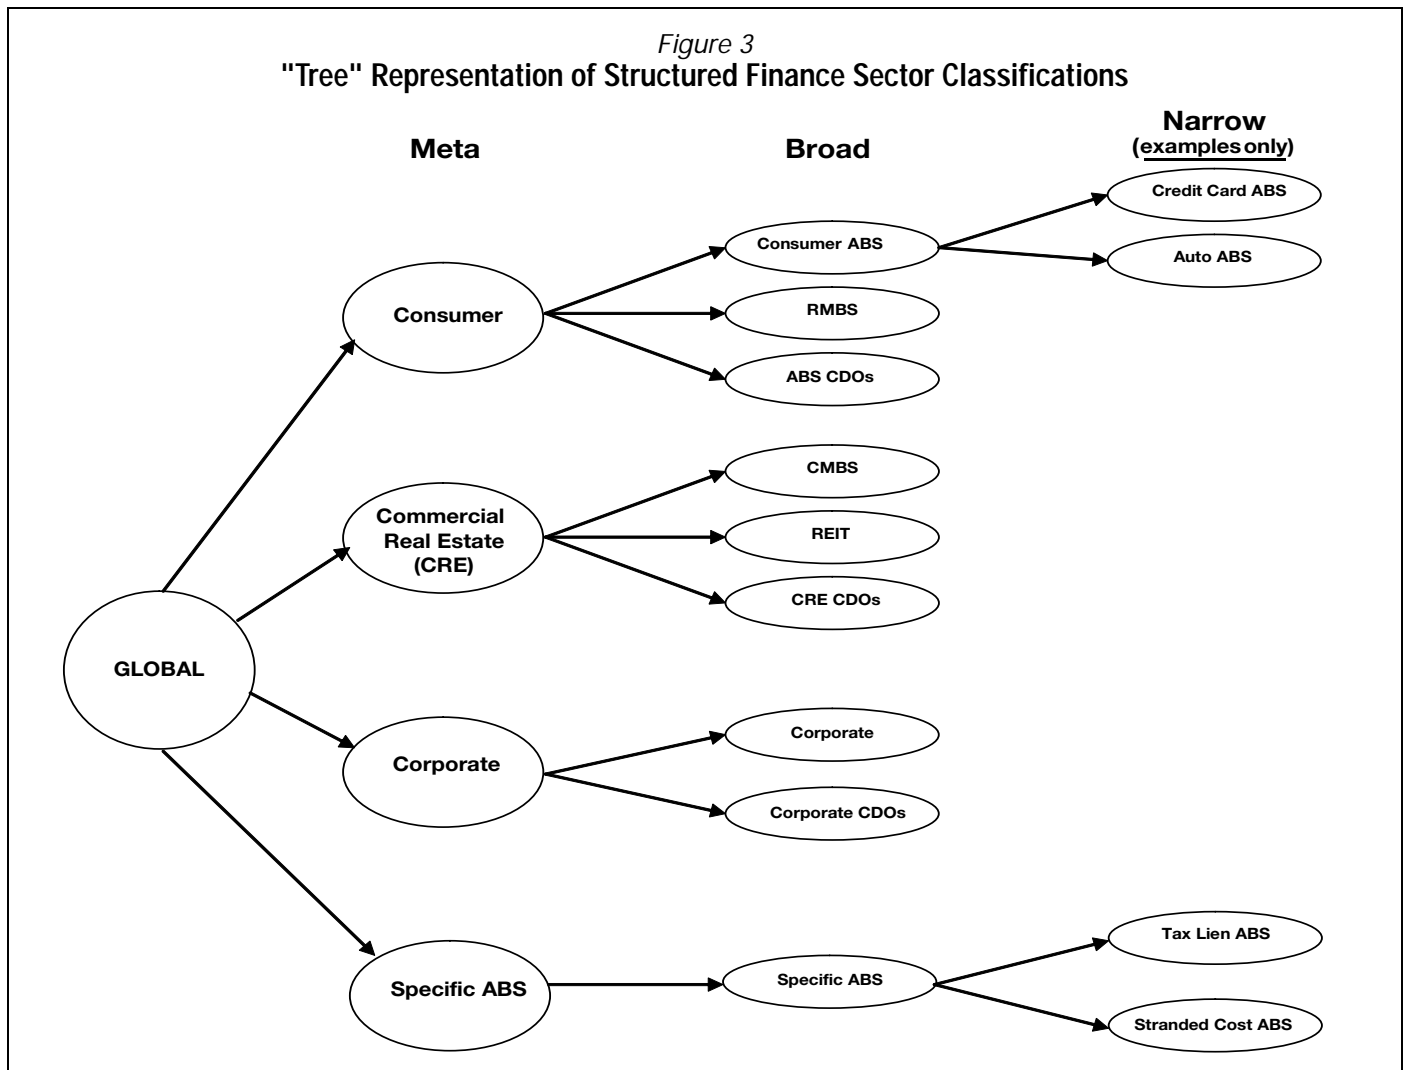 Figure 3
"Tree" Representation of Structured Finance Sector Classifications
Meta
Broad
Narrow
(examples only)
Credit Card ABS
Consumer ABS
Auto ABS
Consumer
RMBS
ABS CDOs
CMBS
Commercial
Real Estate
(CRE)
REIT
CRE CDOs
GLOBAL
Corporate
Corporate
Corporate CDOs
Tax Lien ABS
Specific ABS
Specific ABS
Stranded Cost ABS